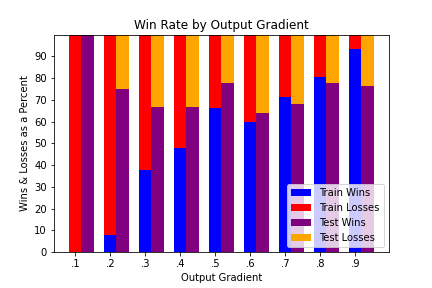 Win Rate by Output Gradient
Wins & Losses as a Percent
90
80
70
60
50
40
30
20
10
0
.1 .2 .3 .4 .5 .6 .7 .8 .9
Output Gradient
Train Wins
Train Losses
Test Wins
Test Losses